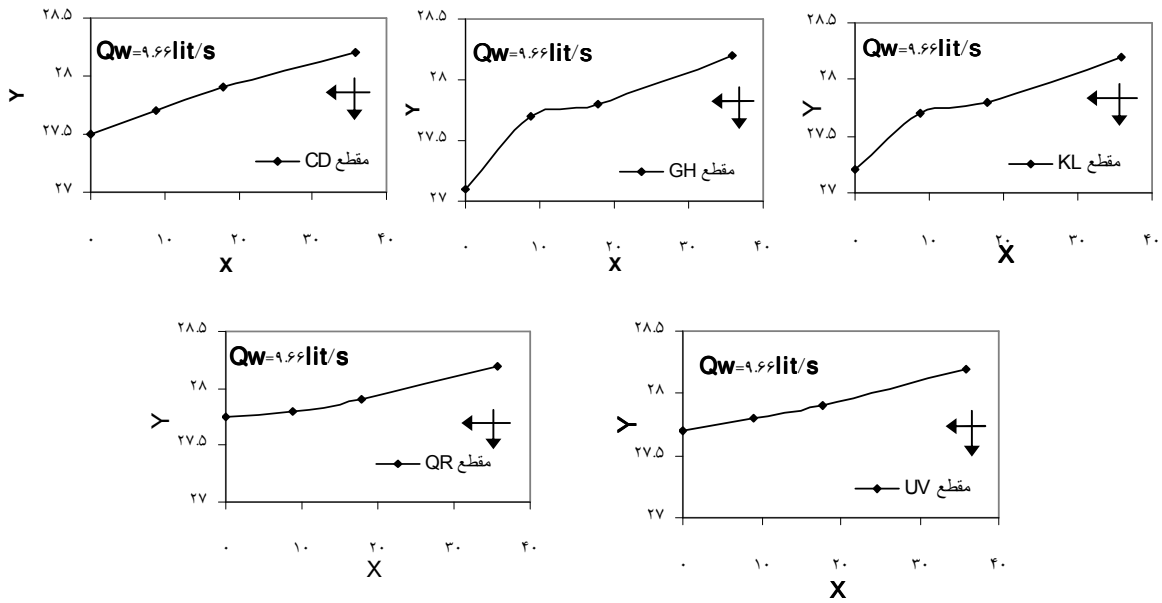 ۲۸.۵
Qw=۹.۶۶lit/s
۲۸
Y
۲۷.۵
مقطع CD
۲۷
۰ ۱۰ ۲۰ ۳۰ ۴۰
X
۲۸.۵
Qw=۹.۶۶lit/s
۲۸
Y
۲۷.۵
مقطع GH
۲۷
۰ ۱۰ ۲۰ ۳۰ ۴۰
X
۲۸.۵
Qw=۹.۶۶lit/s
۲۸
Y
۲۷.۵
مقطع KL
۲۷
۰ ۱۰ ۲۰ ۳۰ ۴۰
X
۲۸.۵
Qw=۹.۶۶lit/s
۲۸
Y
۲۷.۵
مقطع QR
۲۷
۰ ۱۰ ۲۰ ۳۰ ۴۰
X
۲۸.۵
Qw=۹.۶۶lit/s
۲۸
Y
۲۷.۵
مقطع UV
۲۷
۰ ۱۰ ۲۰ ۳۰ ۴۰
X